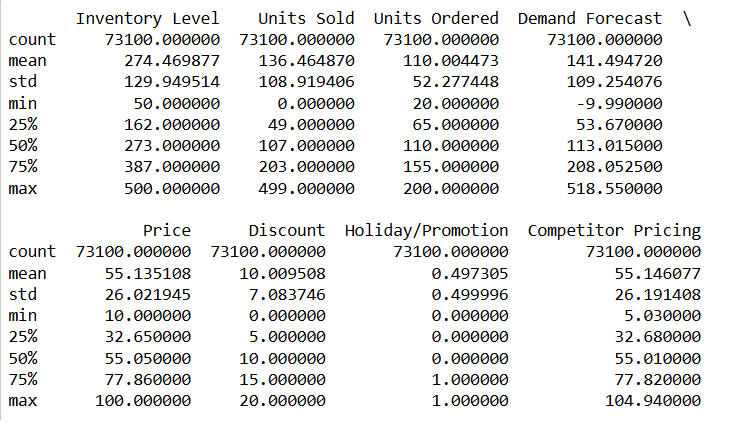 Inventory Level Units Sold Units Ordered Demand Forecast \
count 73100.000000 73100.000000 73100.000000 73100.000000
mean 274.469877 136.464870 110.004473 141.494720
std 129.949514 108.919406 52.277448 109.254076
min 50.000000 0.000000 20.000000 -9.990000
25% 162.000000 49.000000 65.000000 53.670000
50% 273.000000 107.000000 110.000000 113.015000
75% 387.000000 203.000000 155.000000 208.052500
max 500.000000 499.000000 200.000000 518.550000
Price Discount Holiday/Promotion Competitor Pricing
count 73100.000000 73100.000000 73100.000000 73100.000000
mean 55.135108 10.009508 0.497305 55.146077
std 26.021945 7.083746 0.499996 26.191408
min 10.000000 0.000000 0.000000 5.030000
25% 32.650000 5.000000 0.000000 32.680000
50% 55.050000 10.000000 0.000000 55.010000
75% 77.860000 15.000000 1.000000 77.820000
max 100.000000 20.000000 1.000000 104.940000